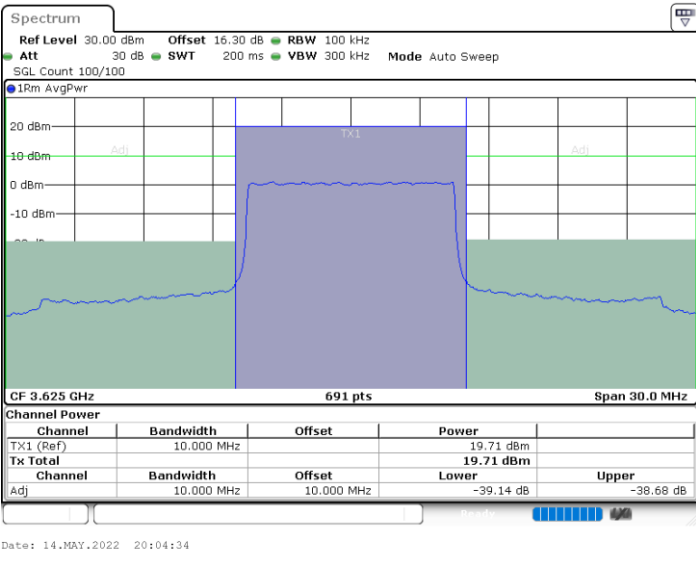 Spectrum
Ref Level 30.00 dBm Offset 16.30 dB RBW 100 kHz
Att 30 dB SWT 200 ms VBW 300 kHz Mode Auto Sweep
SGL Count 100/100
1Rm AvgPwr
20 dBm
TX1
Adj
Adj
10 dBm
0 dBm
-10 dBm
CF 3.625 GHz 691 pts Span 30.0 MHz
Channel Power
Channel Bandwidth Offset Power
TX1 (Ref) 10.000 MHz 19.71 dBm
Tx Total 19.71 dBm
Channel Bandwidth Offset Lower Upper
Adj 10.000 MHz 10.000 MHz -39.14 dB -38.68 dB
Ready
Date: 14.MAY.2022 20:04:34